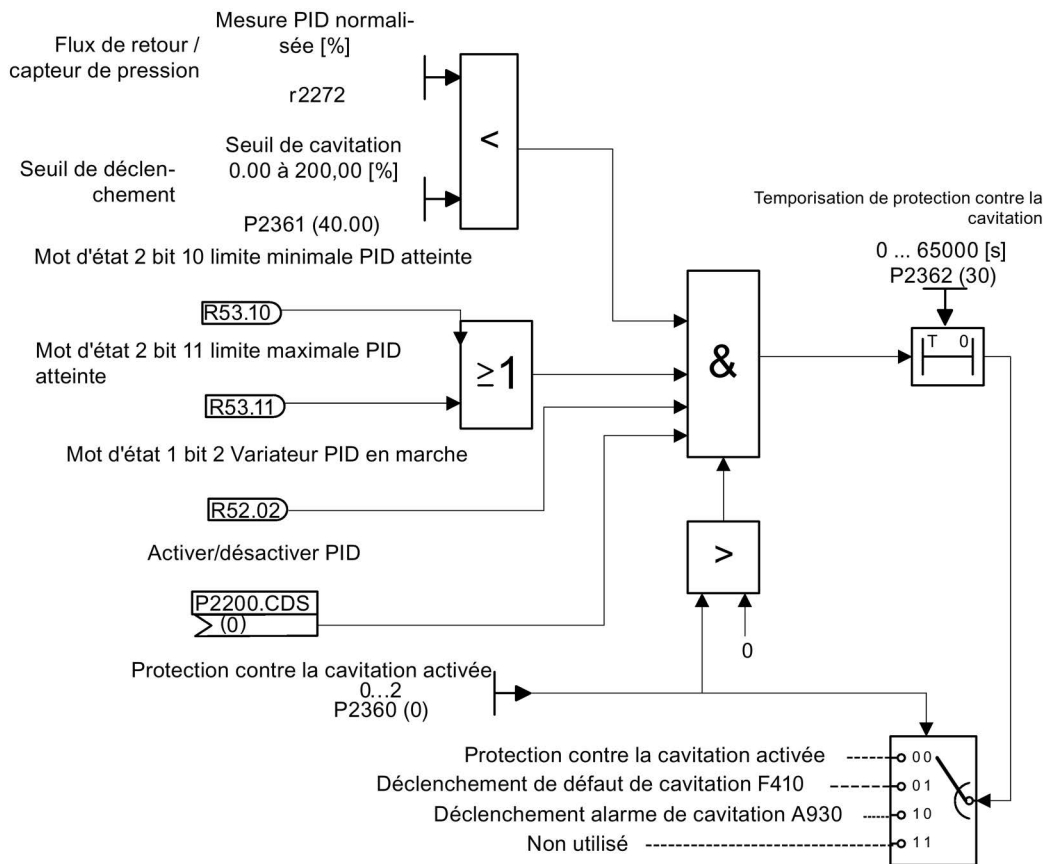 Mesure PID normali-
sée [%]
Flux de retour /
capteur de pression
r2272
<
Seuil de cavitation
0.00 à 200,00 [%]
Seuil de déclen-
chement
P2361 (40.00)
Temporisation de protection contre la
cavitation
0 ... 65000 [s]
P2362 (30)
Mot d'état 2 bit 10 limite minimale PID atteinte
R53.10
T 0
Mot d'état 2 bit 11 limite maximale PID
atteinte
≥1
&
R53.11
Mot d'état 1 bit 2 Variateur PID en marche
R52.02
Activer/désactiver PID
>
P2200.CDS
(0)
0
Protection contre la cavitation activée
0...2
P2360 (0)
Protection contre la cavitation activée
00
Déclenchement de défaut de cavitation F410
01
Déclenchement alarme de cavitation A930
10
Non utilisé
11